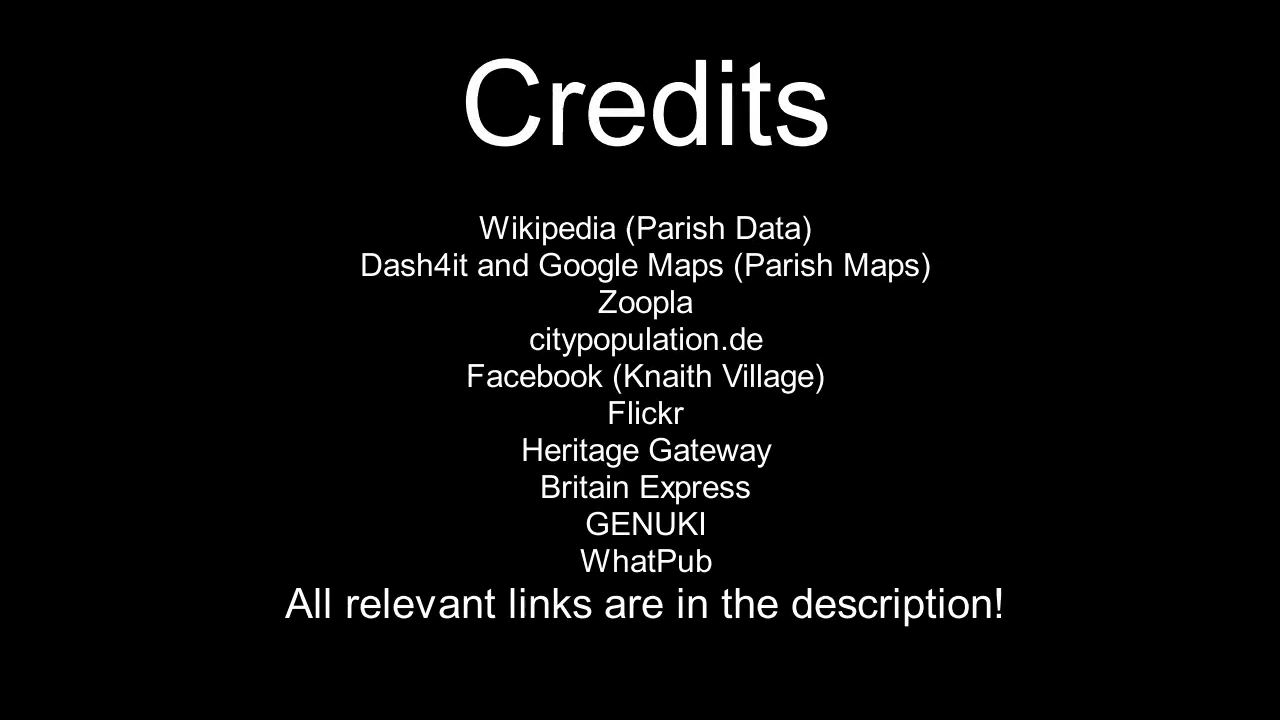 Credits
Wikipedia (Parish Data)
Dash4it and Google Maps (Parish Maps)
Zoopla
citypopulation.de
Facebook (Knaith Village)
Flickr
Heritage Gateway
Britain Express
GENUKI
WhatPub
All relevant links are in the description!